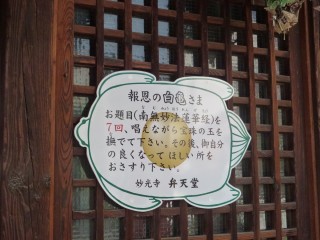 報恩の白亀さま
お題目(南無妙法蓮華経)を
7回、唱えながら宝珠の玉を
撫でて下さい。その後、御自分
の良くなってほしい所を
おさすり下さい。
妙光寺 弁天堂